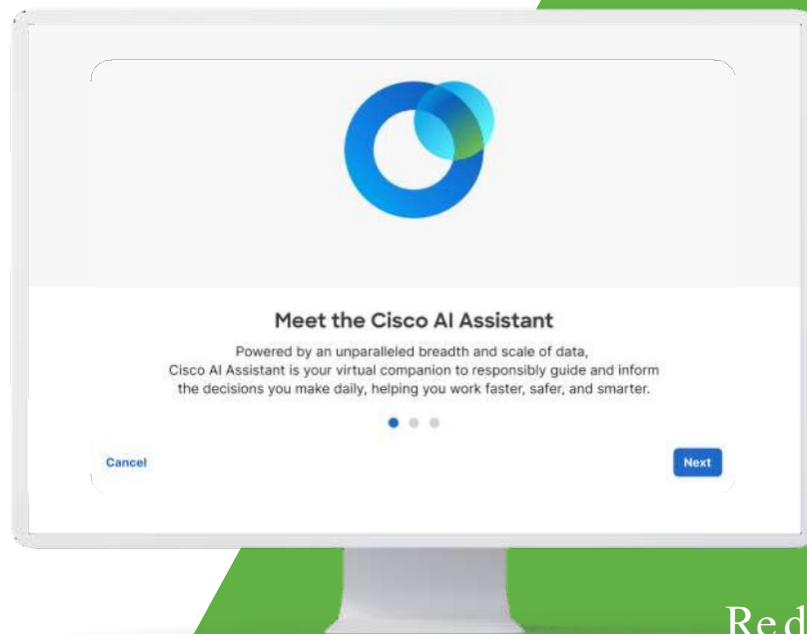 Meet the Cisco AI Assistant
Powered by an unparalleled breadth and scale of data,
Cisco AI Assistant is your virtual companion to responsibly guide and inform
the decisions you make daily, helping you work faster, safer, and smarter.
Cancel
Next
Red